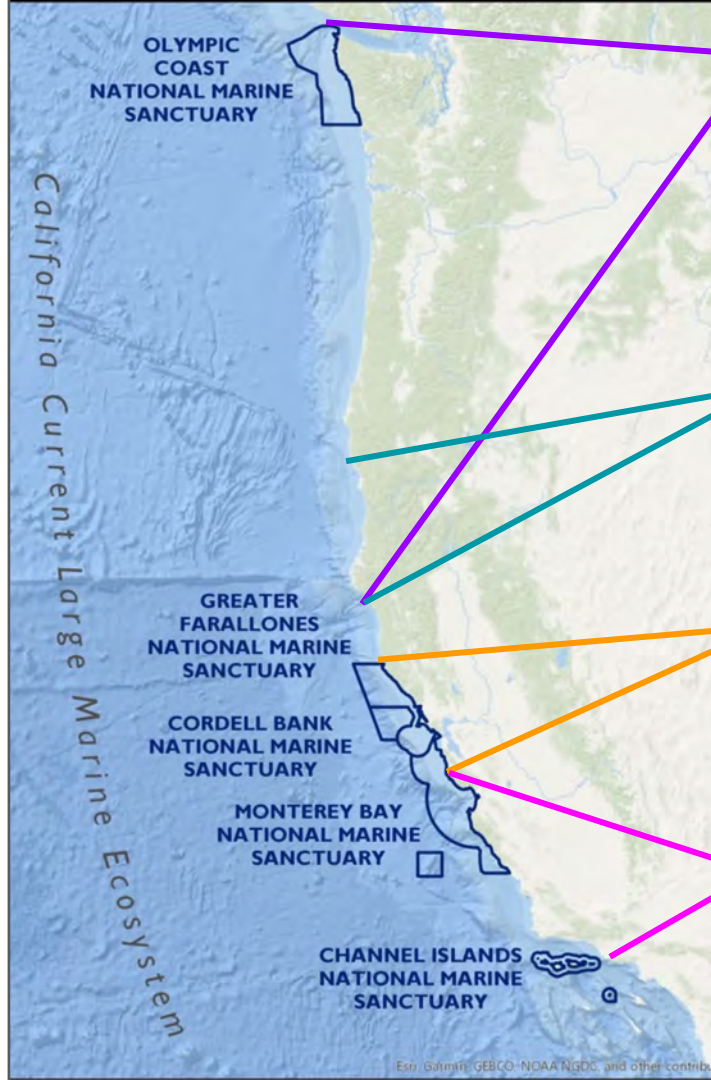 OLYMPIC
COAST
NATIONAL MARINE
SANCTUARY
California Current Large Marine Ecosystem
GREATER
FARALLONES
NATIONAL MARINE
SANCTUARY
CORDELL BANK
NATIONAL MARINE
SANCTUARY
MONTEREY BAY
NATIONAL MARINE
SANCTUARY
CHANNEL ISLANDS
NATIONAL MARINE
SANCTUARY
Esri, Garmin, GEBCO, NOAA NGDC, and other contribu